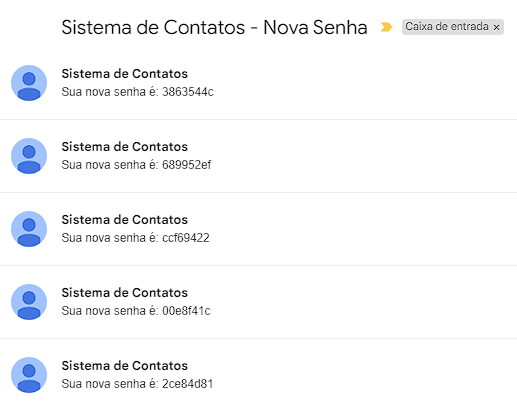 Sistema de Contatos - Nova Senha Caixa de entrada ×
Sistema de Contatos
Sua nova senha é: 3863544c
Sistema de Contatos
Sua nova senha é: 689952ef
Sistema de Contatos
Sua nova senha é: ccf69422
Sistema de Contatos
Sua nova senha é: 00e8f41c
Sistema de Contatos
Sua nova senha é: 2ce84d81